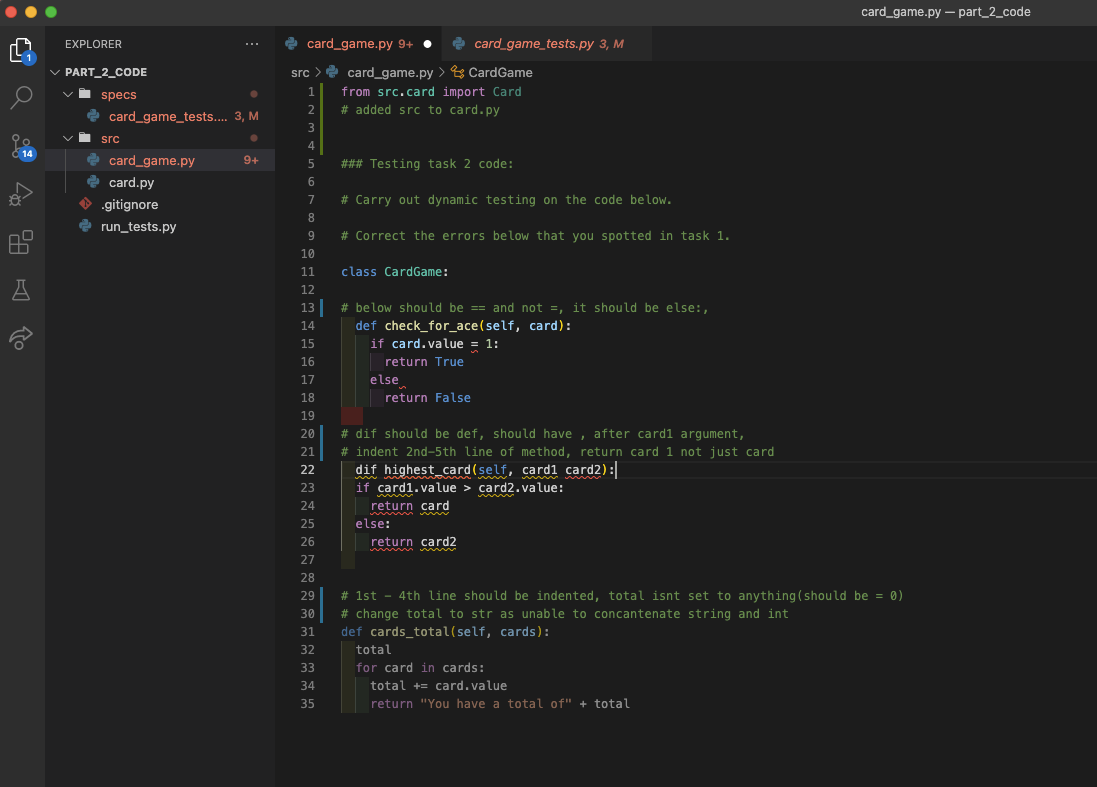 card_game.py — part_2_code
EXPLORER
···
card_game.py 9+
card_game_tests.py 3, M
PART_2_CODE
src > card_game.py > CardGame
specs
card_game_tests.... 3, M
src
card_game.py 9+
card.py
.gitignore
run_tests.py
1
14
1 from src.card import Card
2 # added src to card.py
3
4
5 ### Testing task 2 code:
6
7 # Carry out dynamic testing on the code below.
8
9 # Correct the errors below that you spotted in task 1.
10
11 class CardGame:
12
13 # below should be == and not =, it should be else:,
14 def check_for_ace(self, card):
15 if card.value = 1:
16 return True
17 else
18 return False
19
20 # dif should be def, should have , after card1 argument,
21 # indent 2nd-5th line of method, return card 1 not just card
22 dif highest_card(self, card1 card2):
23 if card1.value > card2.value:
24 return card
25 else:
26 return card2
27
28
29 # 1st - 4th line should be indented, total isnt set to anything(should be = 0)
30 # change total to str as unable to concantenate string and int
31 def cards_total(self, cards):
32 total
33 for card in cards:
34 total += card.value
35 return "You have a total of" + total